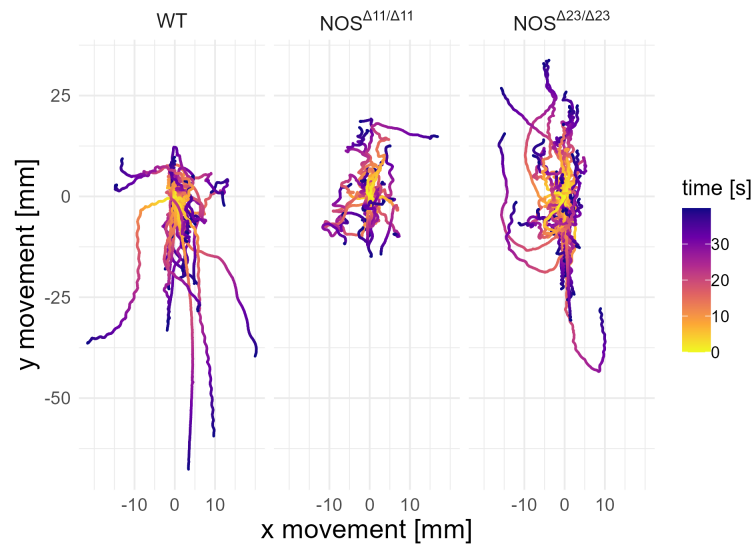 WT NOSΔ11/Δ11 NOSΔ23/Δ23
25
0
-25
-50
y movement [mm]
-10 0 10 -10 0 10 -10 0 10
x movement [mm]
time [s]
30
20
10
0